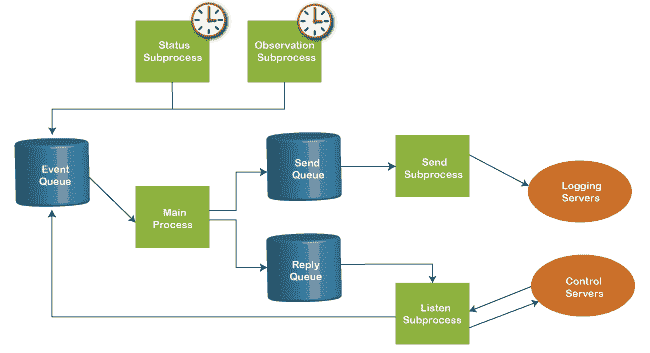 Status
Subprocess
Observation
Subprocess
Event
Queue
Send
Queue
Send
Subprocess
Logging
Servers
Main
Process
Reply
Queue
Control
Servers
Listen
Subprocess